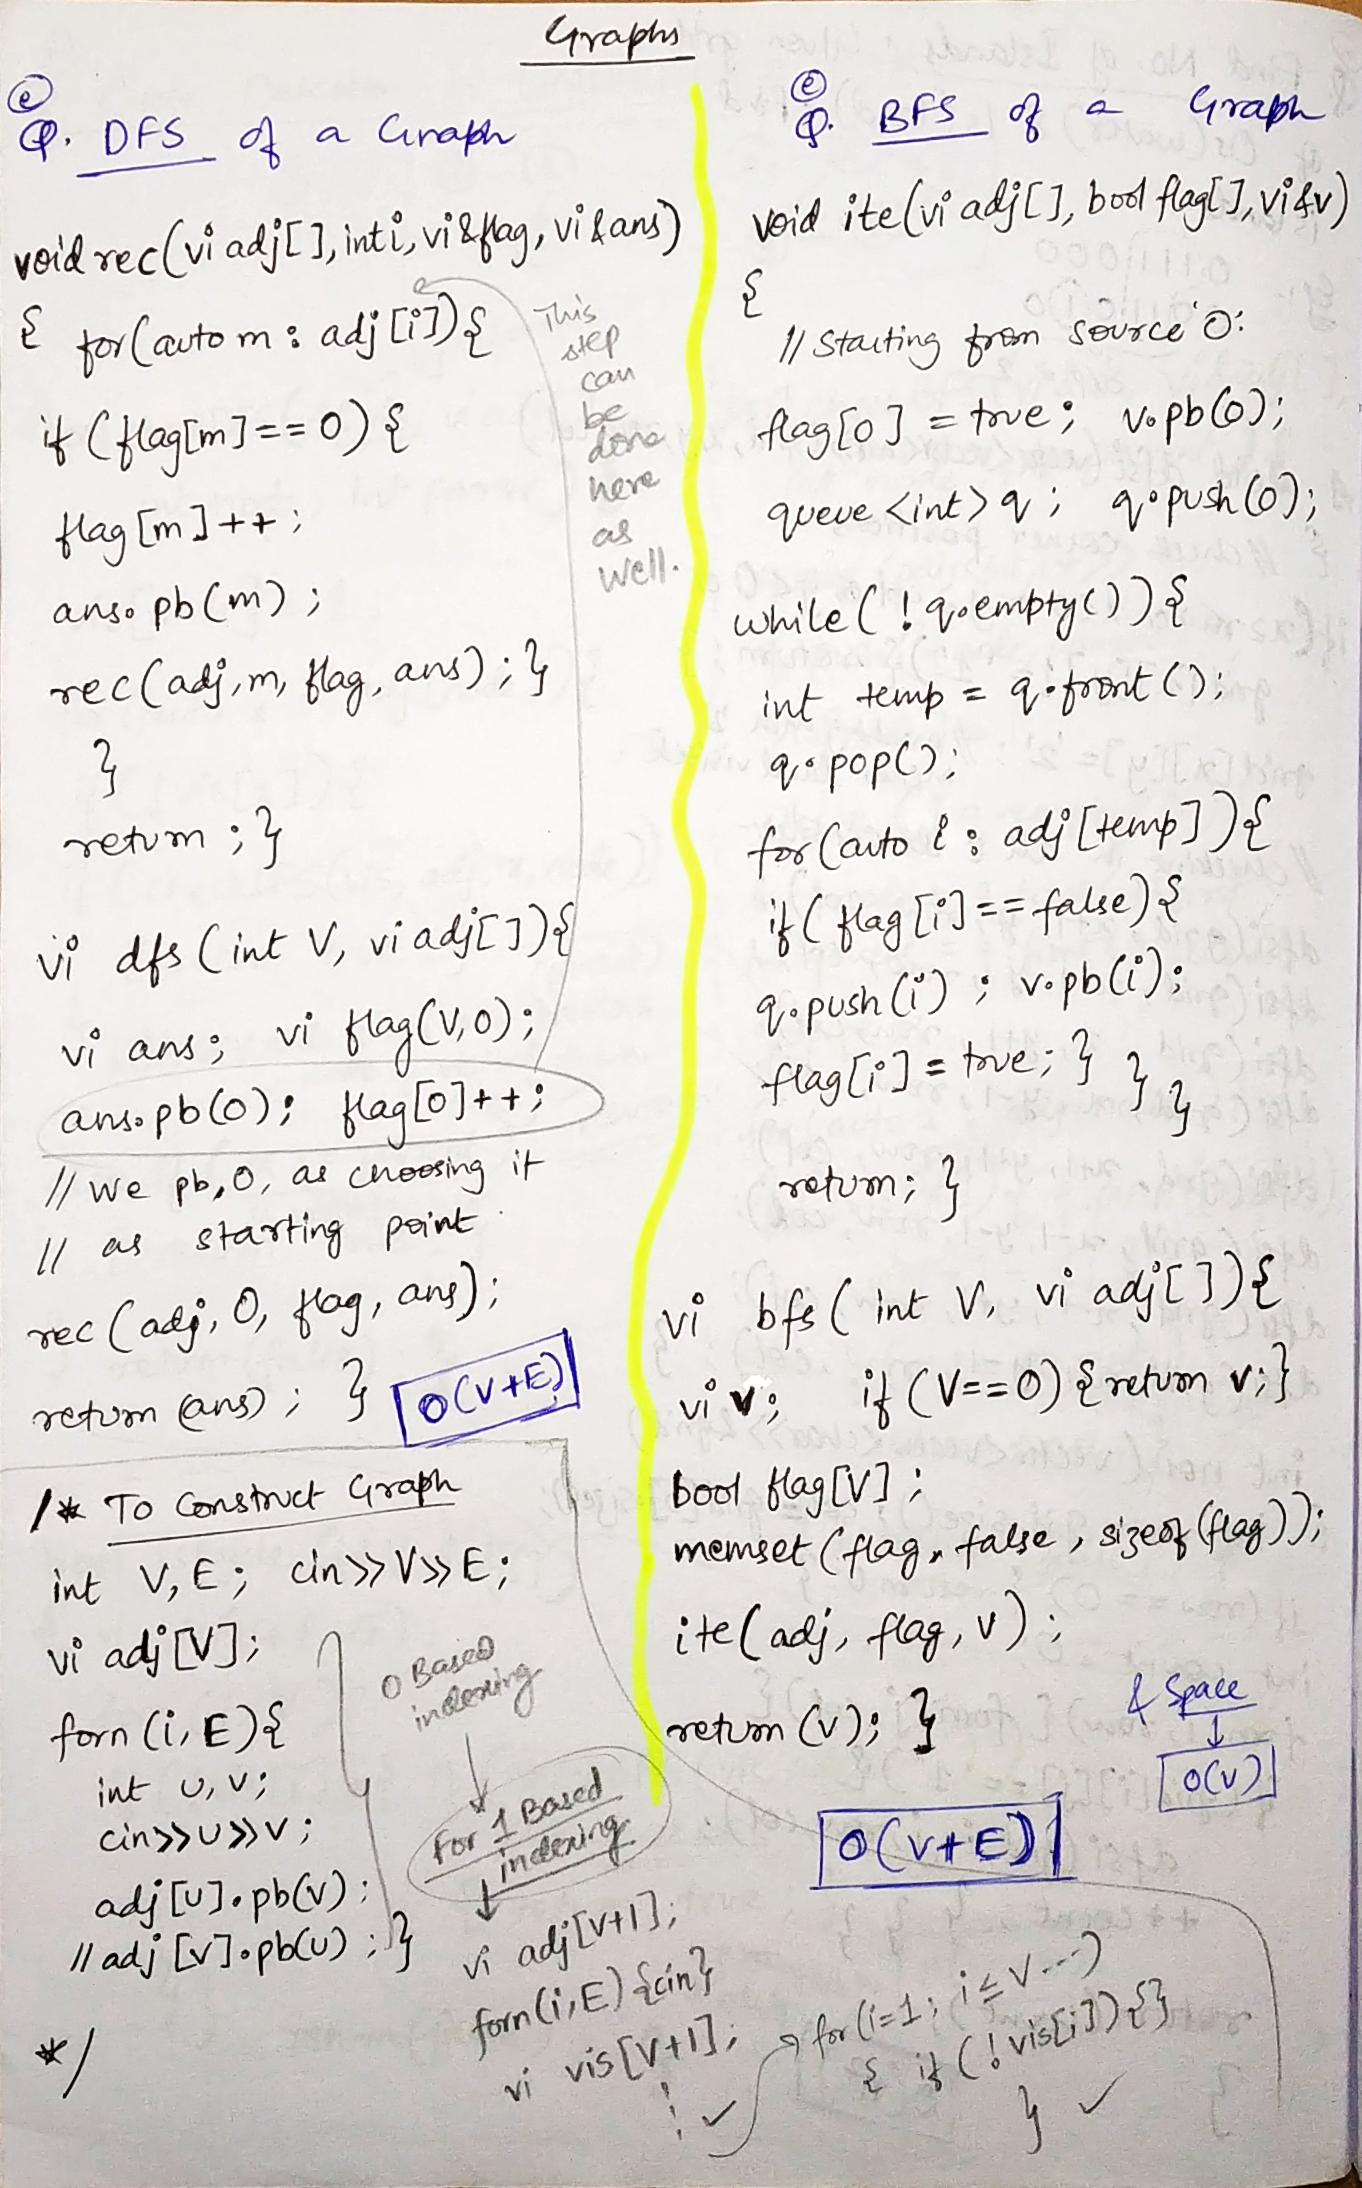 Graphs
e
Q. DFS of a Graph
void rec(vi adj[], int i, vi &flag, vi &ans)
{ for(auto m : adj[i]){
if (flag[m]==0){
flag[m]++;
ans.pb(m);
rec(adj, m, flag, ans);}
}
return;}
This
step
can
be
done
here
as
well.
vi dfs(int V, vi adj[]){
vi ans; vi flag(V,0);
ans.pb(0); flag[0]++;
// We pb, 0, as choosing it
// as starting point.
rec(adj, 0, flag, ans);
return (ans); }
O(V+E)
/* To Construct Graph
int V,E; cin>>V>>E;
vi adj[V];
forn(i,E){
int u,v;
cin>>u>>v;
adj[u].pb(v);
//adj[v].pb(u);}
*/
0 Based
indexing
For 1 Based
indexing
vi adj[V+1];
forn(i,E){cin}
vi vis[V+1];
!
for(i=1; i≤V---)
{ if(!vis[i]){}
}
e
Q. BFS of a Graph
void ite(vi adj[], bool flag[], vi &v)
{
// Starting from source '0':
flag[0] = true; v.pb(0);
queue<int> q; q.push(0);
while(!q.empty()){
int temp = q.front();
q.pop();
for(auto i : adj[temp]){
if(flag[i]==false){
q.push(i); v.pb(i);
flag[i] = true;}}}
return;}
vi bfs(int V, vi adj[]){
vi v; if(V==0){return v;}
bool flag[V];
memset(flag, false, sizeof(flag));
ite(adj, flag, v);
return(v); }
& Space
O(V)
O(V+E)